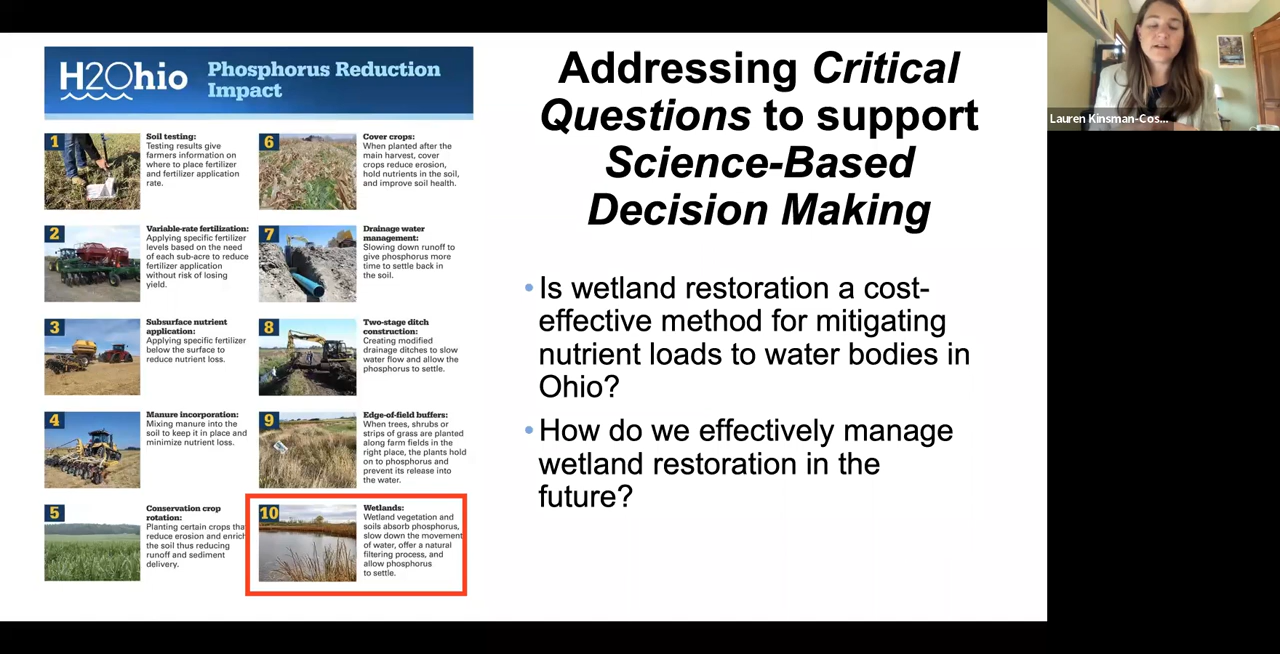 H2Ohio
Phosphorus Reduction
Impact
1
Soil testing:
Testing results give
farmers information on
where to place fertilizer
and fertilizer application
rate.
2
Variable-rate fertilization:
Applying specific fertilizer
levels based on the need
of each sub-acre to reduce
fertilizer application
without risk of losing
yield.
3
Subsurface nutrient
application:
Applying specific fertilizer
below the surface to
reduce nutrient loss.
4
Manure incorporation:
Mixing manure into the
soil to keep it in place and
minimize nutrient loss.
5
Conservation crop
rotation:
Planting certain crops that
reduce erosion and enrich
the soil thus reducing
runoff and sediment
delivery.
6
Cover crops:
When planted after the
main harvest, cover
crops reduce erosion,
hold nutrients in the soil,
and improve soil health.
7
Drainage water
management:
Slowing down runoff to
give phosphorus more
time to settle back in
the soil.
8
Two-stage ditch
construction:
Creating modified
drainage ditches to slow
water flow and allow the
phosphorus to settle.
9
Edge-of-field buffers:
When trees, shrubs or
strips of grass are planted
along farm fields in the
right place, the plants hold
on to phosphorus and
prevent its release into
the water.
10
Wetlands:
Wetland vegetation and
soils absorb phosphorus,
slow down the movement
of water, offer a natural
filtering process, and
allow phosphorus
to settle.
Addressing Critical
Questions to support
Science-Based
Decision Making
•Is wetland restoration a cost-
effective method for mitigating
nutrient loads to water bodies in
Ohio?
•How do we effectively manage
wetland restoration in the
future?
Lauren Kinsman-Cos...